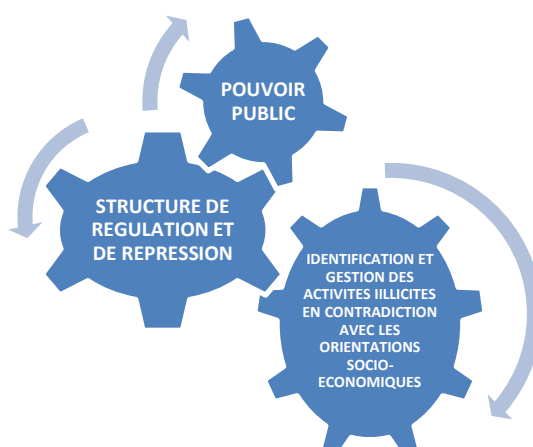 POUVOIR
PUBLIC
STRUCTURE DE
REGULATION ET
DE REPRESSION
IDENTIFICATION ET
GESTION DES
ACTIVITES IILLICITES
EN CONTRADICTION
AVEC LES
ORIENTATIONS
SOCIO-
ECONOMIQUES